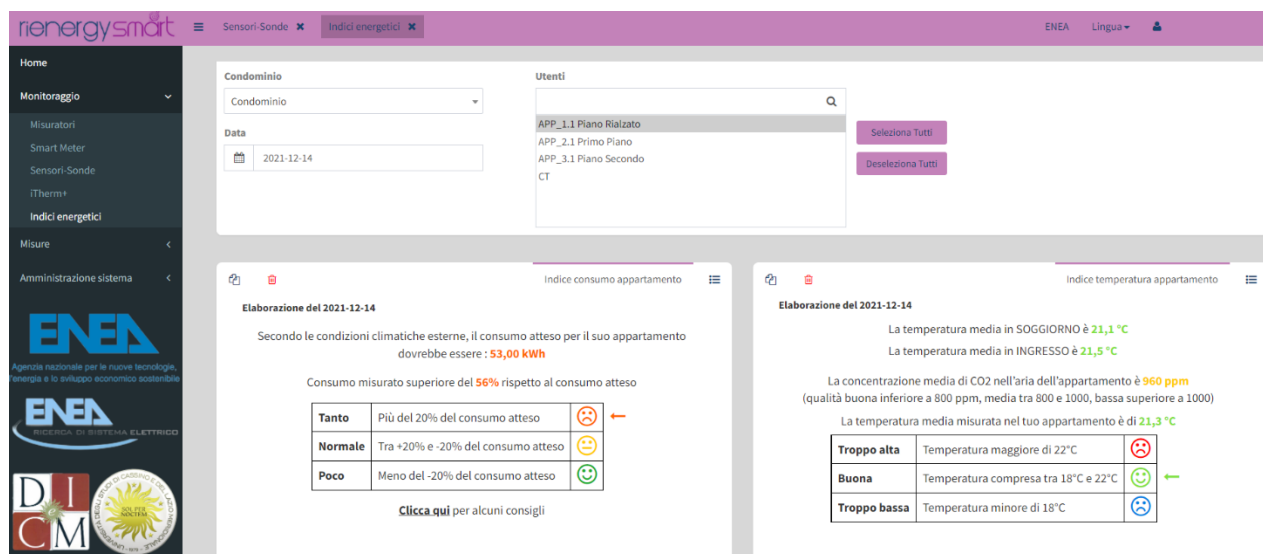 rienergysmart
Sensori-Sonde ✖ Indici energetici ✖ ENEA Lingua
Home
Monitoraggio
Misuratori
Smart Meter
Sensori-Sonde
iTherm+
Indici energetici
Misure
Amministrazione sistema
ENEA
Agenzia nazionale per le nuove tecnologie,
l'energia e lo sviluppo economico sostenibile
ENEA
RICERCA DI SISTEMA ELETTRICO
DICM
SOL PER
NOCTEM
Condominio
Condominio
Data
2021-12-14
Utenti
APP_1.1 Piano Rialzato
APP_2.1 Primo Piano
APP_3.1 Piano Secondo
CT
Seleziona Tutti
Deseleziona Tutti
Indice consumo appartamento
Elaborazione del 2021-12-14
Secondo le condizioni climatiche esterne, il consumo atteso per il suo appartamento
dovrebbe essere : 53,00 kWh
Consumo misurato superiore del 56% rispetto al consumo atteso
Tanto Più del 20% del consumo atteso
Normale Tra +20% e -20% del consumo atteso
Poco Meno del -20% del consumo atteso
Clicca qui per alcuni consigli
Indice temperatura appartamento
Elaborazione del 2021-12-14
La temperatura media in SOGGIORNO è 21,1 °C
La temperatura media in INGRESSO è 21,5 °C
La concentrazione media di CO2 nell'aria dell'appartamento è 960 ppm
(qualità buona inferiore a 800 ppm, media tra 800 e 1000, bassa superiore a 1000)
La temperatura media misurata nel tuo appartamento è di 21,3 °C
Troppo alta Temperatura maggiore di 22°C
Buona Temperatura compresa tra 18°C e 22°C
Troppo bassa Temperatura minore di 18°C